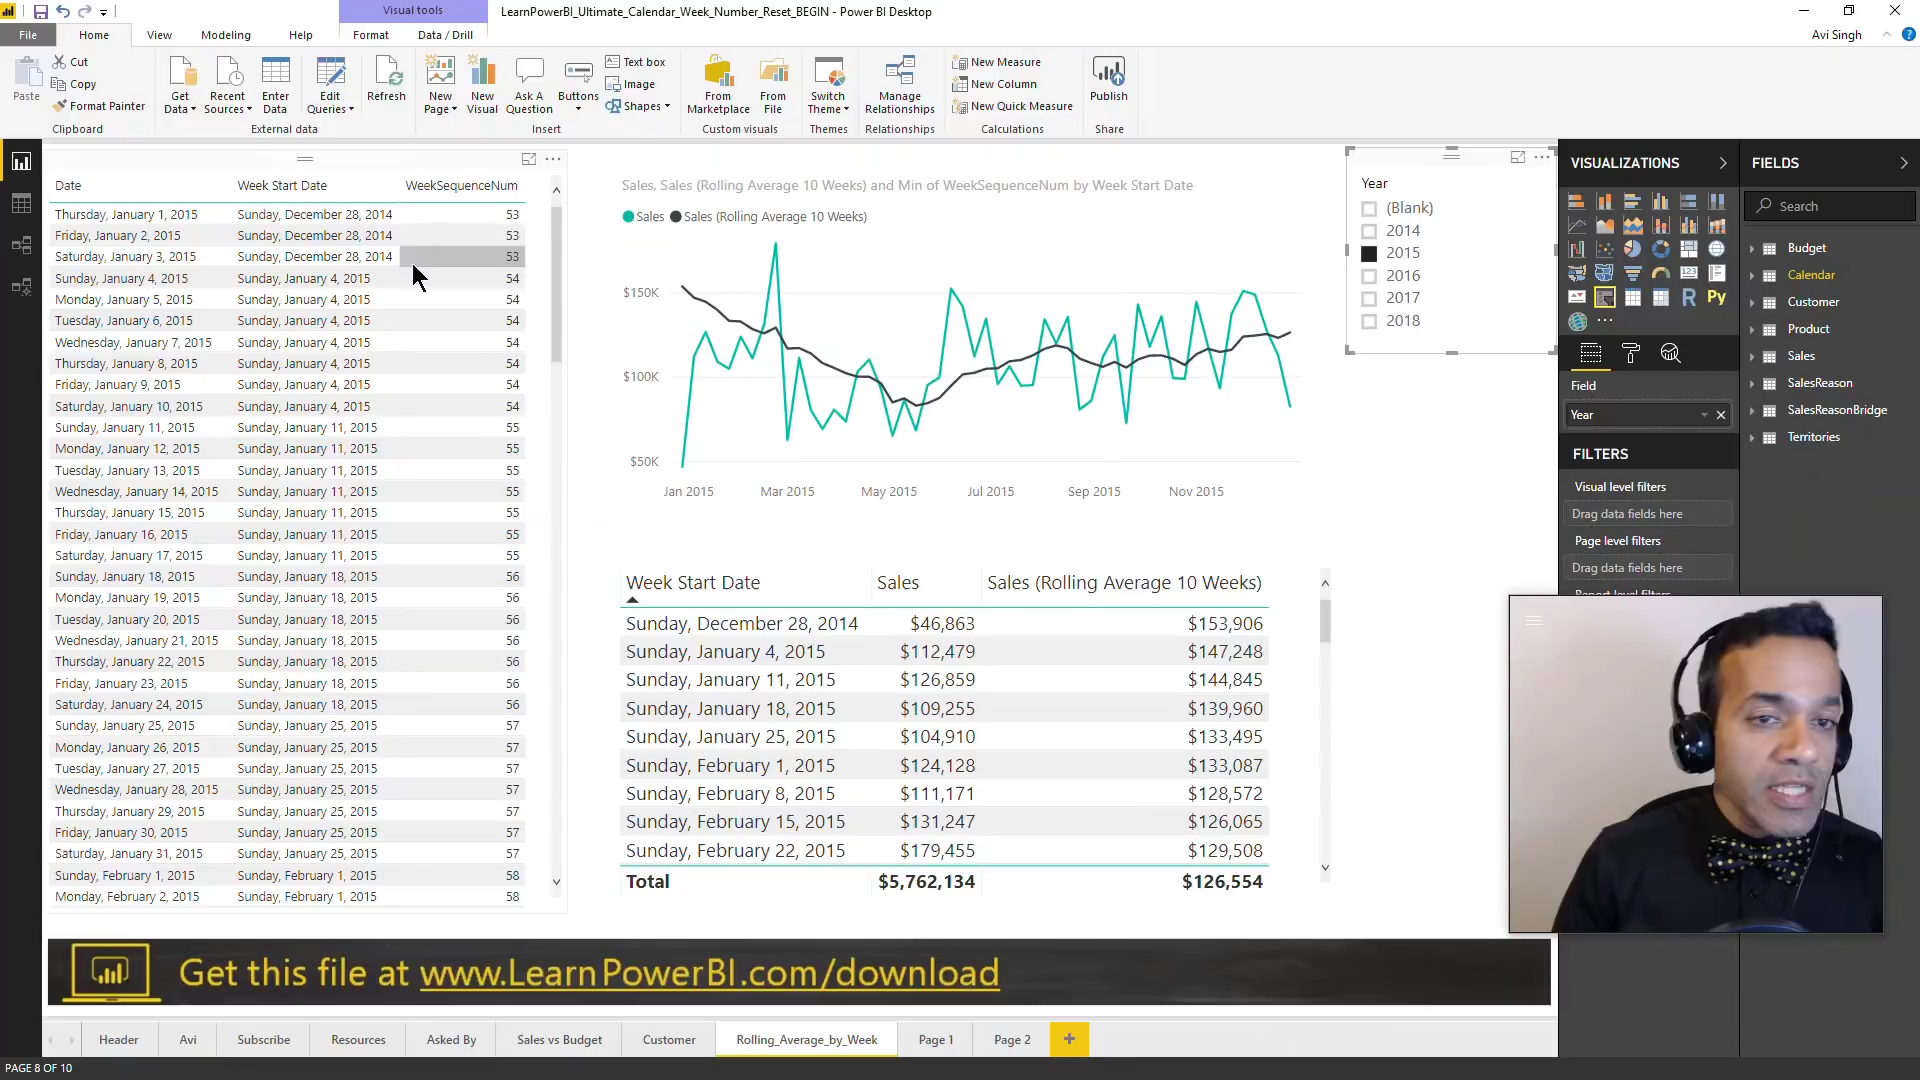 Visual tools
LearnPowerBI_Ultimate_Calendar_Week_Number_Reset_BEGIN - Power BI Desktop
File
Home
View
Modeling
Help
Format
Data / Drill
Avi Singh
Paste
Cut
Copy
Format Painter
Clipboard
Get Data
Recent Sources
Enter Data
Edit Queries
Refresh
External data
New Page
New Visual
Ask A Question
Buttons
Text box
Image
Shapes
Insert
From Marketplace
From File
Custom visuals
Switch Theme
Themes
Manage Relationships
Relationships
New Measure
New Column
New Quick Measure
Calculations
Publish
Share
Date Week Start Date WeekSequenceNum
Thursday, January 1, 2015 Sunday, December 28, 2014 53
Friday, January 2, 2015 Sunday, December 28, 2014 53
Saturday, January 3, 2015 Sunday, December 28, 2014 53
Sunday, January 4, 2015 Sunday, January 4, 2015 54
Monday, January 5, 2015 Sunday, January 4, 2015 54
Tuesday, January 6, 2015 Sunday, January 4, 2015 54
Wednesday, January 7, 2015 Sunday, January 4, 2015 54
Thursday, January 8, 2015 Sunday, January 4, 2015 54
Friday, January 9, 2015 Sunday, January 4, 2015 54
Saturday, January 10, 2015 Sunday, January 4, 2015 54
Sunday, January 11, 2015 Sunday, January 11, 2015 55
Monday, January 12, 2015 Sunday, January 11, 2015 55
Tuesday, January 13, 2015 Sunday, January 11, 2015 55
Wednesday, January 14, 2015 Sunday, January 11, 2015 55
Thursday, January 15, 2015 Sunday, January 11, 2015 55
Friday, January 16, 2015 Sunday, January 11, 2015 55
Saturday, January 17, 2015 Sunday, January 11, 2015 55
Sunday, January 18, 2015 Sunday, January 18, 2015 56
Monday, January 19, 2015 Sunday, January 18, 2015 56
Tuesday, January 20, 2015 Sunday, January 18, 2015 56
Wednesday, January 21, 2015 Sunday, January 18, 2015 56
Thursday, January 22, 2015 Sunday, January 18, 2015 56
Friday, January 23, 2015 Sunday, January 18, 2015 56
Saturday, January 24, 2015 Sunday, January 18, 2015 56
Sunday, January 25, 2015 Sunday, January 25, 2015 57
Monday, January 26, 2015 Sunday, January 25, 2015 57
Tuesday, January 27, 2015 Sunday, January 25, 2015 57
Wednesday, January 28, 2015 Sunday, January 25, 2015 57
Thursday, January 29, 2015 Sunday, January 25, 2015 57
Friday, January 30, 2015 Sunday, January 25, 2015 57
Saturday, January 31, 2015 Sunday, January 25, 2015 57
Sunday, February 1, 2015 Sunday, February 1, 2015 58
Monday, February 2, 2015 Sunday, February 1, 2015 58
Sales, Sales (Rolling Average 10 Weeks) and Min of WeekSequenceNum by Week Start Date
Sales Sales (Rolling Average 10 Weeks)
$150K
$100K
$50K
Jan 2015 Mar 2015 May 2015 Jul 2015 Sep 2015 Nov 2015
Week Start Date Sales Sales (Rolling Average 10 Weeks)
Sunday, December 28, 2014 $46,863 $153,906
Sunday, January 4, 2015 $112,479 $147,248
Sunday, January 11, 2015 $126,859 $144,845
Sunday, January 18, 2015 $109,255 $139,960
Sunday, January 25, 2015 $104,910 $133,495
Sunday, February 1, 2015 $124,128 $133,087
Sunday, February 8, 2015 $111,171 $128,572
Sunday, February 15, 2015 $131,247 $126,065
Sunday, February 22, 2015 $179,455 $129,508
Total $5,762,134 $126,554
Year
(Blank)
2014
2015
2016
2017
2018
VISUALIZATIONS
123
R
Py
Field
Year
FILTERS
Visual level filters
Drag data fields here
Page level filters
Drag data fields here
Report level filters
FIELDS
Search
Budget
Calendar
Customer
Product
Sales
SalesReason
SalesReasonBridge
Territories
Get this file at www.LearnPowerBI.com/download
Header
Avi
Subscribe
Resources
Asked By
Sales vs Budget
Customer
Rolling_Average_by_Week
Page 1
Page 2
PAGE 8 OF 10